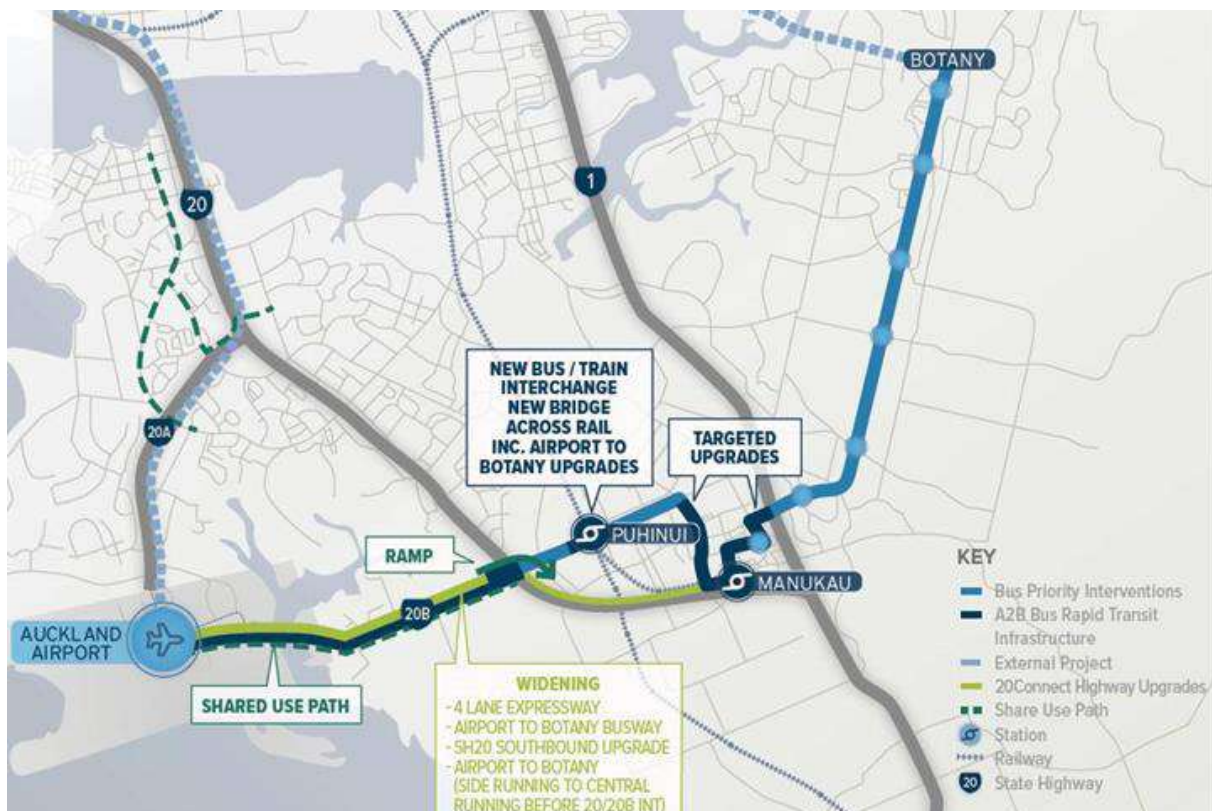 BOTANY
20
1
NEW BUS / TRAIN
INTERCHANGE
NEW BRIDGE
ACROSS RAIL
INC. AIRPORT TO
BOTANY UPGRADES
TARGETED
UPGRADES
20A
PUHINUI
RAMP
MANUKAU
20B
AUCKLAND
AIRPORT
SHARED USE PATH
WIDENING
- 4 LANE EXPRESSWAY
- AIRPORT TO BOTANY BUSWAY
- SH20 SOUTHBOUND UPGRADE
- AIRPORT TO BOTANY
(SIDE RUNNING TO CENTRAL
RUNNING BEFORE 20/20B INT)
KEY
Bus Priority Interventions
A2B Bus Rapid Transit
Infrastructure
External Project
20Connect Highway Upgrades
Share Use Path
Station
Railway
20 State Highway